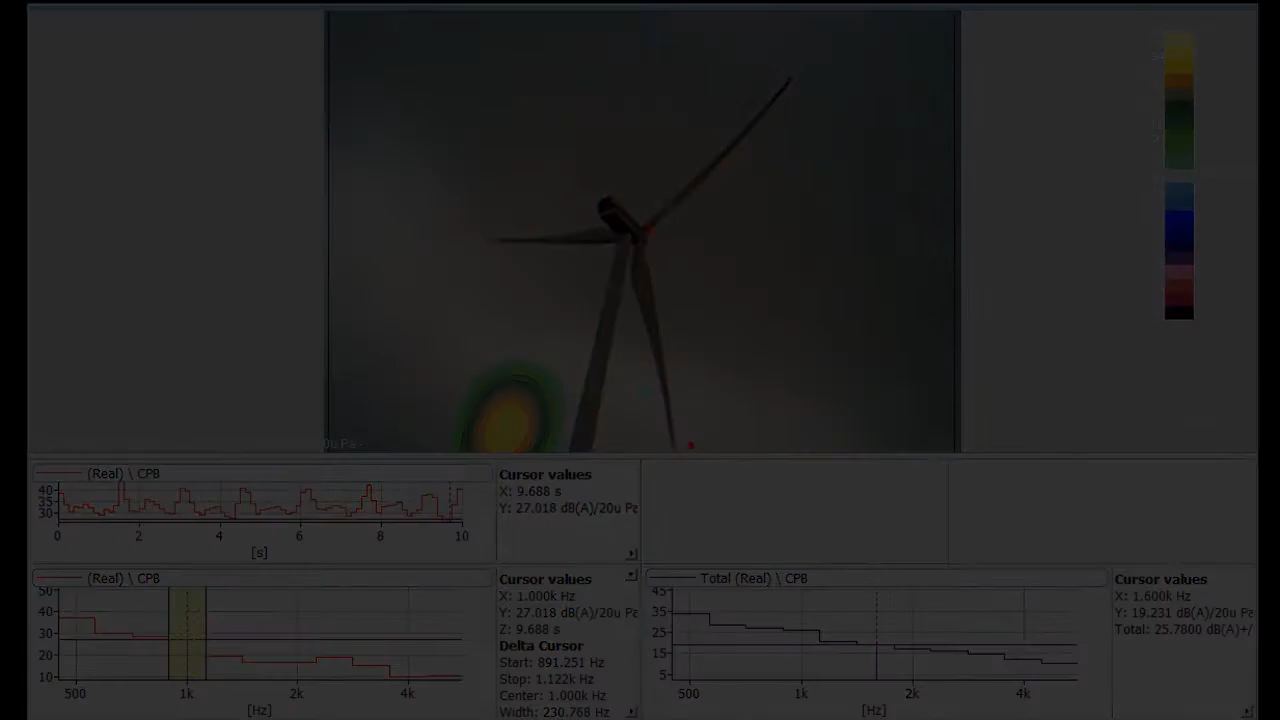 0u Pa-
(Real) \ CPB
40
35
30
0 2 4 6 8 10
[s]
Cursor values
X: 9.688 s
Y: 27.018 dB(A)/20u Pa
(Real) \ CPB
50
40
30
20
10
500 1k 2k 4k
[Hz]
Cursor values
X: 1.000k Hz
Y: 27.018 dB(A)/20u Pa
Z: 9.688 s
Delta Cursor
Start: 891.251 Hz
Stop: 1.122k Hz
Center: 1.000k Hz
Width: 230.768 Hz
Total (Real) \ CPB
45
35
25
15
5
500 1k 2k 4k
[Hz]
Cursor values
X: 1.600k Hz
Y: 19.231 dB(A)/20u Pa
Total: 25.7800 dB(A)+/